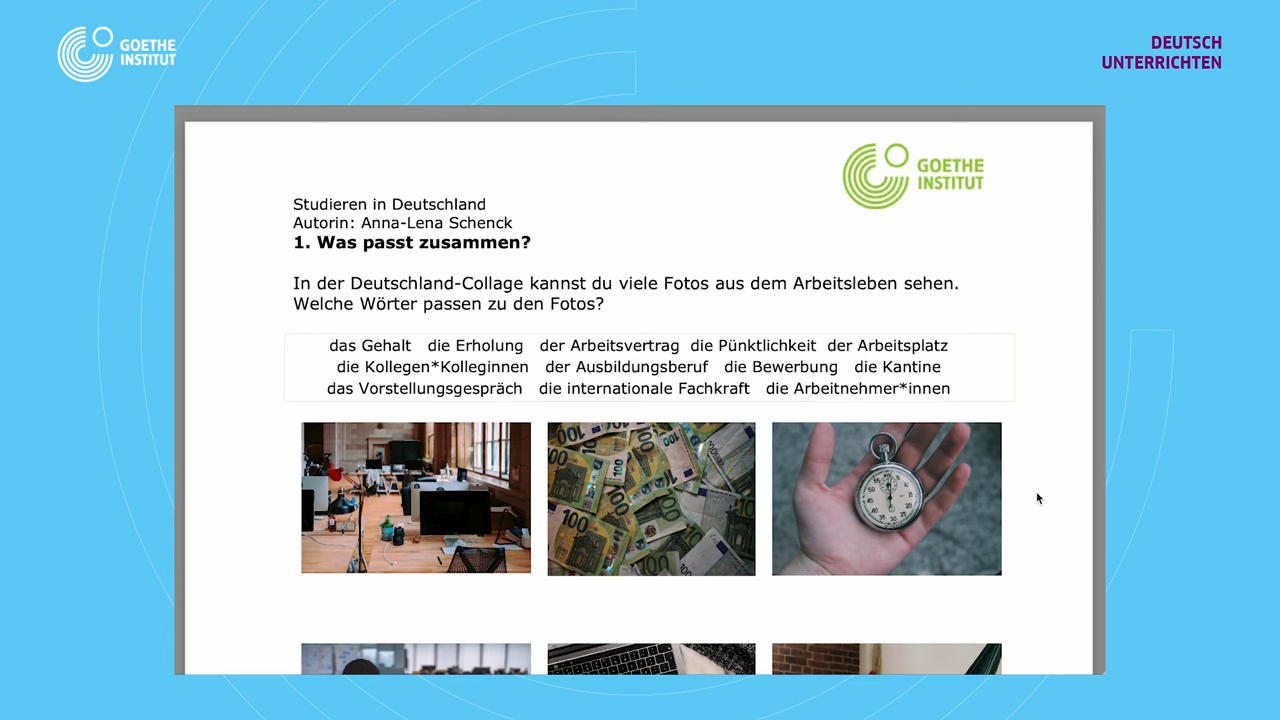 GOETHE
INSTITUT
DEUTSCH
UNTERRICHTEN
GOETHE
INSTITUT
Studieren in Deutschland
Autorin: Anna-Lena Schenck
1. Was passt zusammen?
In der Deutschland-Collage kannst du viele Fotos aus dem Arbeitsleben sehen.
Welche Wörter passen zu den Fotos?
das Gehalt die Erholung der Arbeitsvertrag die Pünktlichkeit der Arbeitsplatz
die Kollegen*Kolleginnen der Ausbildungsberuf die Bewerbung die Kantine
das Vorstellungsgespräch die internationale Fachkraft die Arbeitnehmer*innen